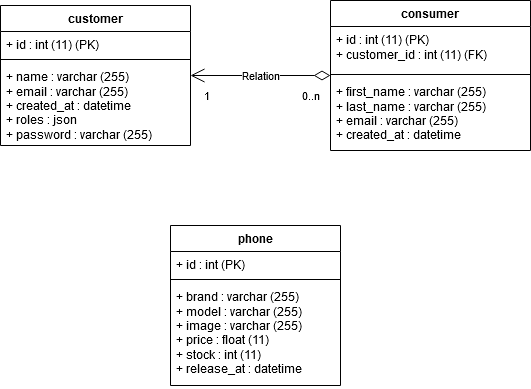 customer
+ id : int (11) (PK)
+ name : varchar (255)
+ email : varchar (255)
+ created_at : datetime
+ roles : json
+ password : varchar (255)
Relation
1
0..n
consumer
+ id : int (11) (PK)
+ customer_id : int (11) (FK)
+ first_name : varchar (255)
+ last_name : varchar (255)
+ email : varchar (255)
+ created_at : datetime
phone
+ id : int (PK)
+ brand : varchar (255)
+ model : varchar (255)
+ image : varchar (255)
+ price : float (11)
+ stock : int (11)
+ release_at : datetime